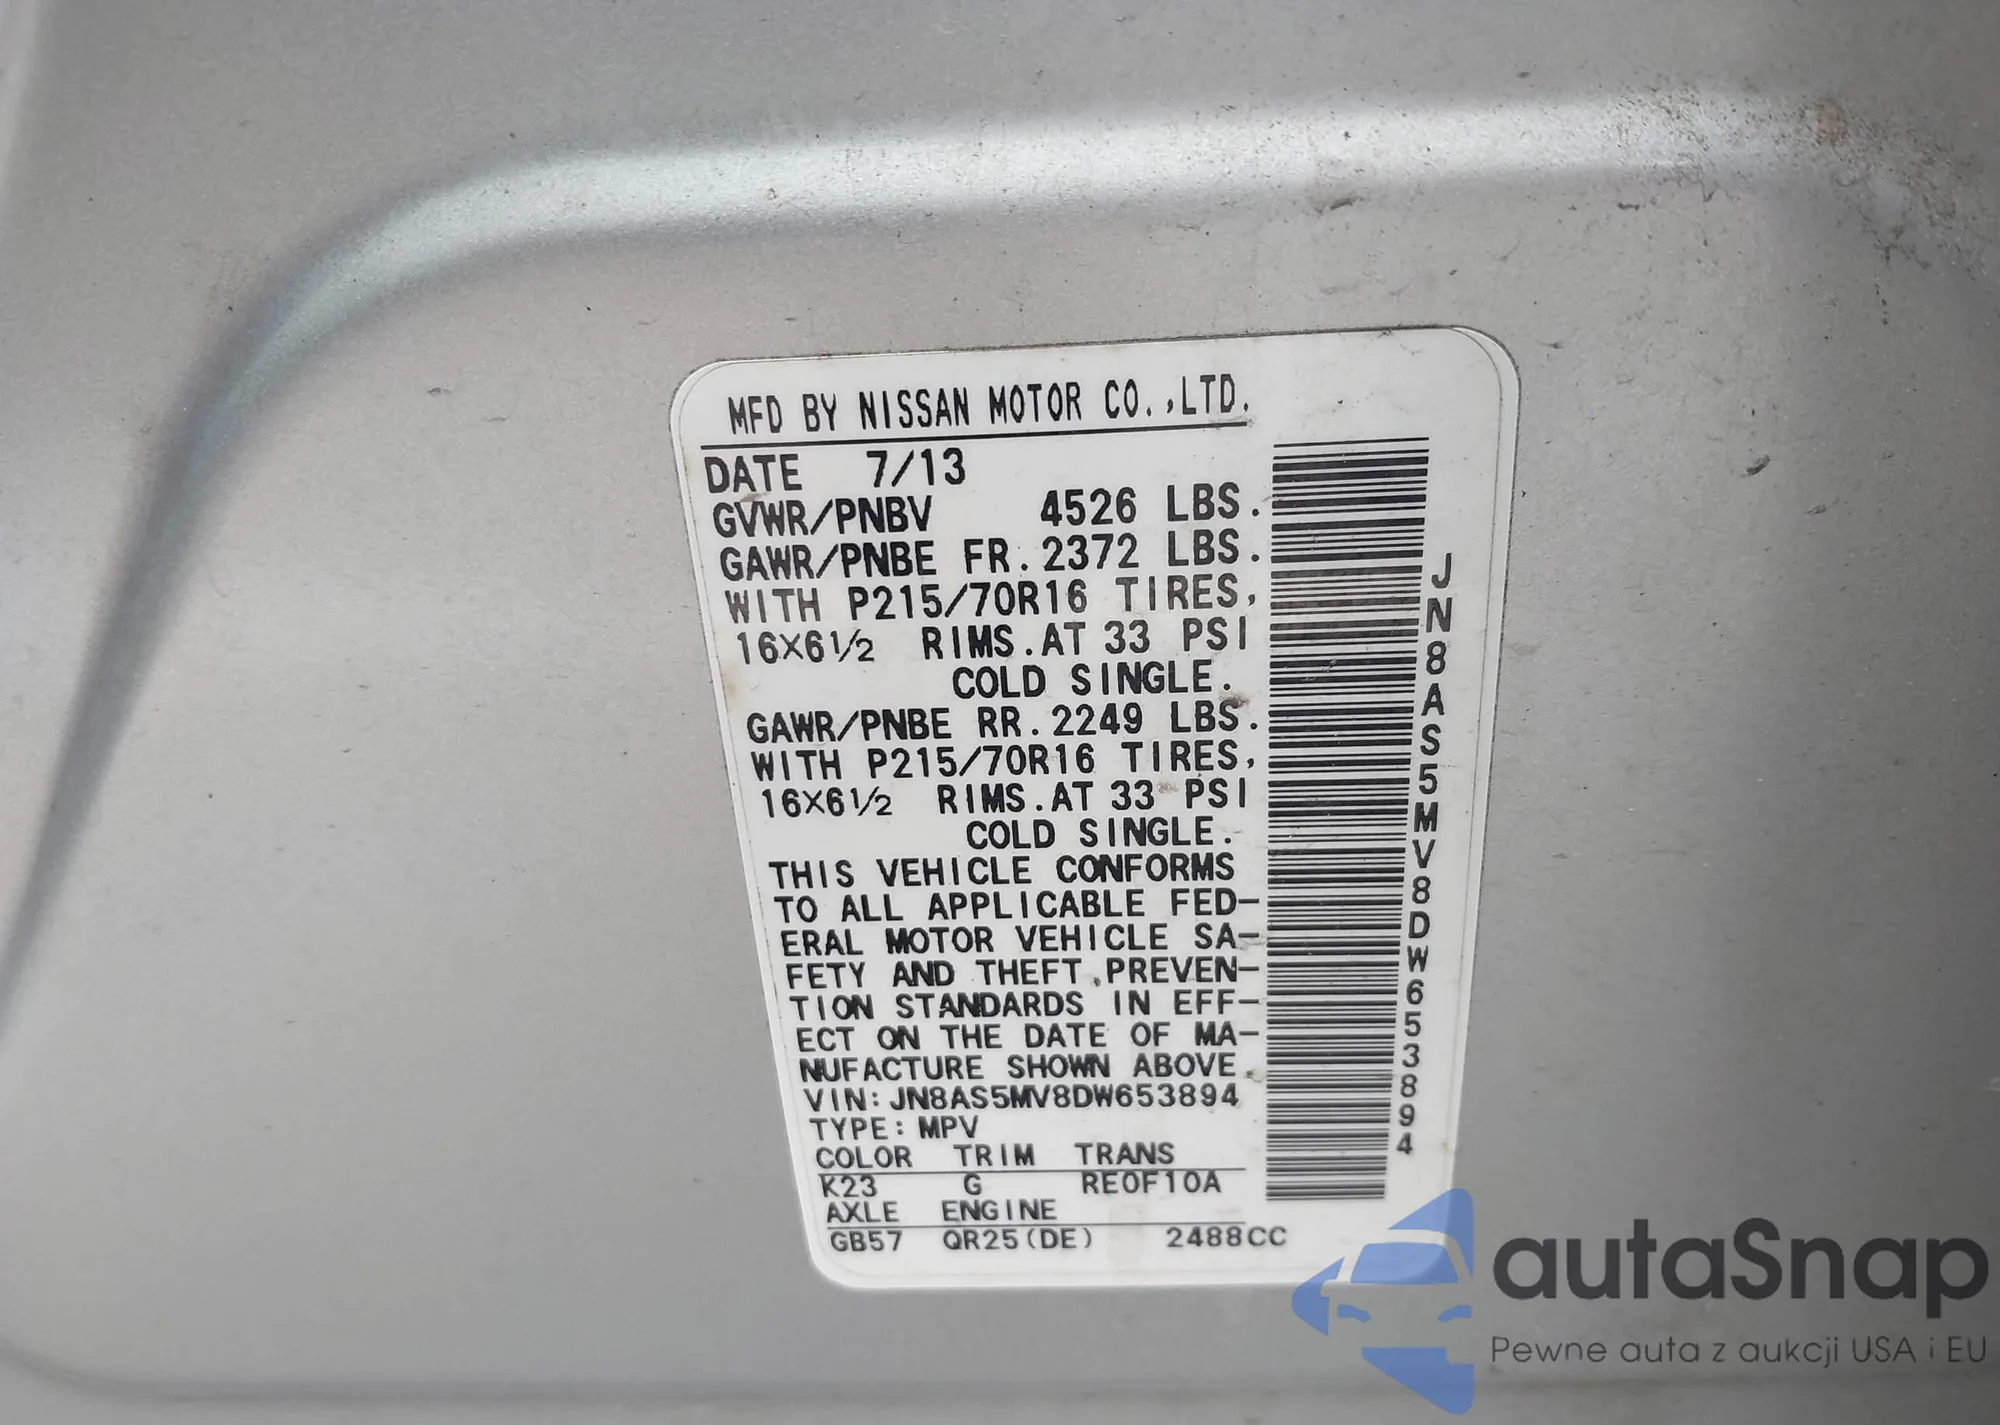 MFD BY NISSAN MOTOR CO.,LTD.
DATE 7/13
GVWR/PNBV 4526 LBS.
GAWR/PNBE FR. 2372 LBS.
WITH P215/70R16 TIRES,
16X6 1/2 RIMS. AT 33 PSI
COLD SINGLE.
GAWR/PNBE RR. 2249 LBS.
WITH P215/70R16 TIRES,
16X6 1/2 RIMS. AT 33 PSI
COLD SINGLE.
THIS VEHICLE CONFORMS
TO ALL APPLICABLE FED-
ERAL MOTOR VEHICLE SA-
FETY AND THEFT PREVEN-
TION STANDARDS IN EFF-
ECT ON THE DATE OF MA-
NUFACTURE SHOWN ABOVE.
VIN: JN8AS5MV8DW653894
TYPE: MPV
COLOR TRIM TRANS
K23 G RE0F10A
AXLE ENGINE
GB57 QR25(DE) 2488CC
JN8AS5MV8DW653894
autaSnap
Pewne auta z aukcji USA i EU